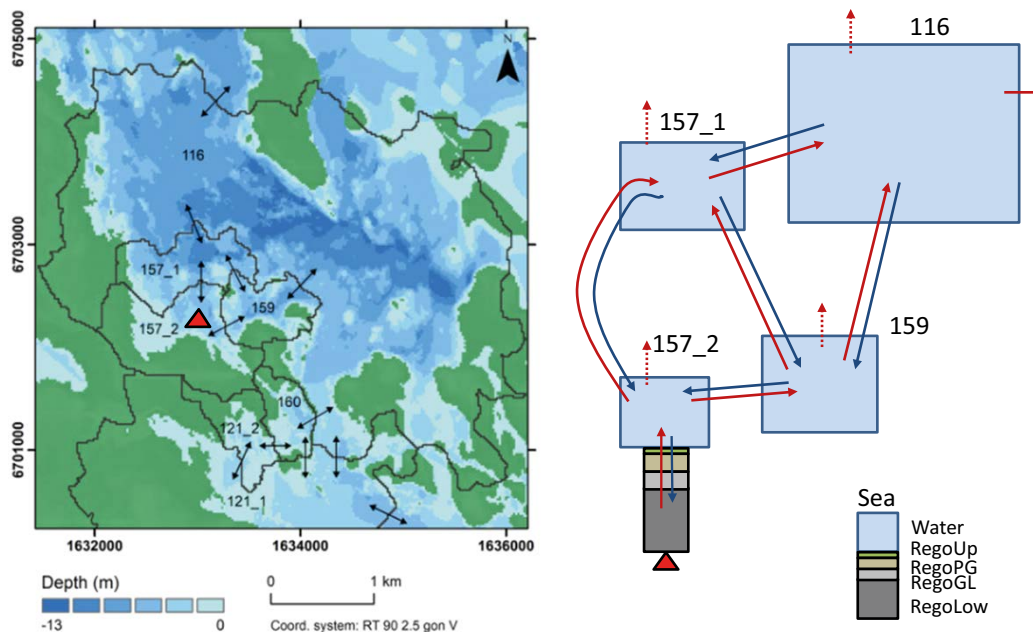 6705000
6703000
6701000
N
116
157_1
157_2
159
160
121_2
121_1
1632000
1634000
1636000
Depth (m)
-13
0
0
1 km
Coord. system: RT 90 2.5 gon V
116
157_1
159
157_2
Sea
Water
RegoUp
RegoPG
RegoGL
RegoLow